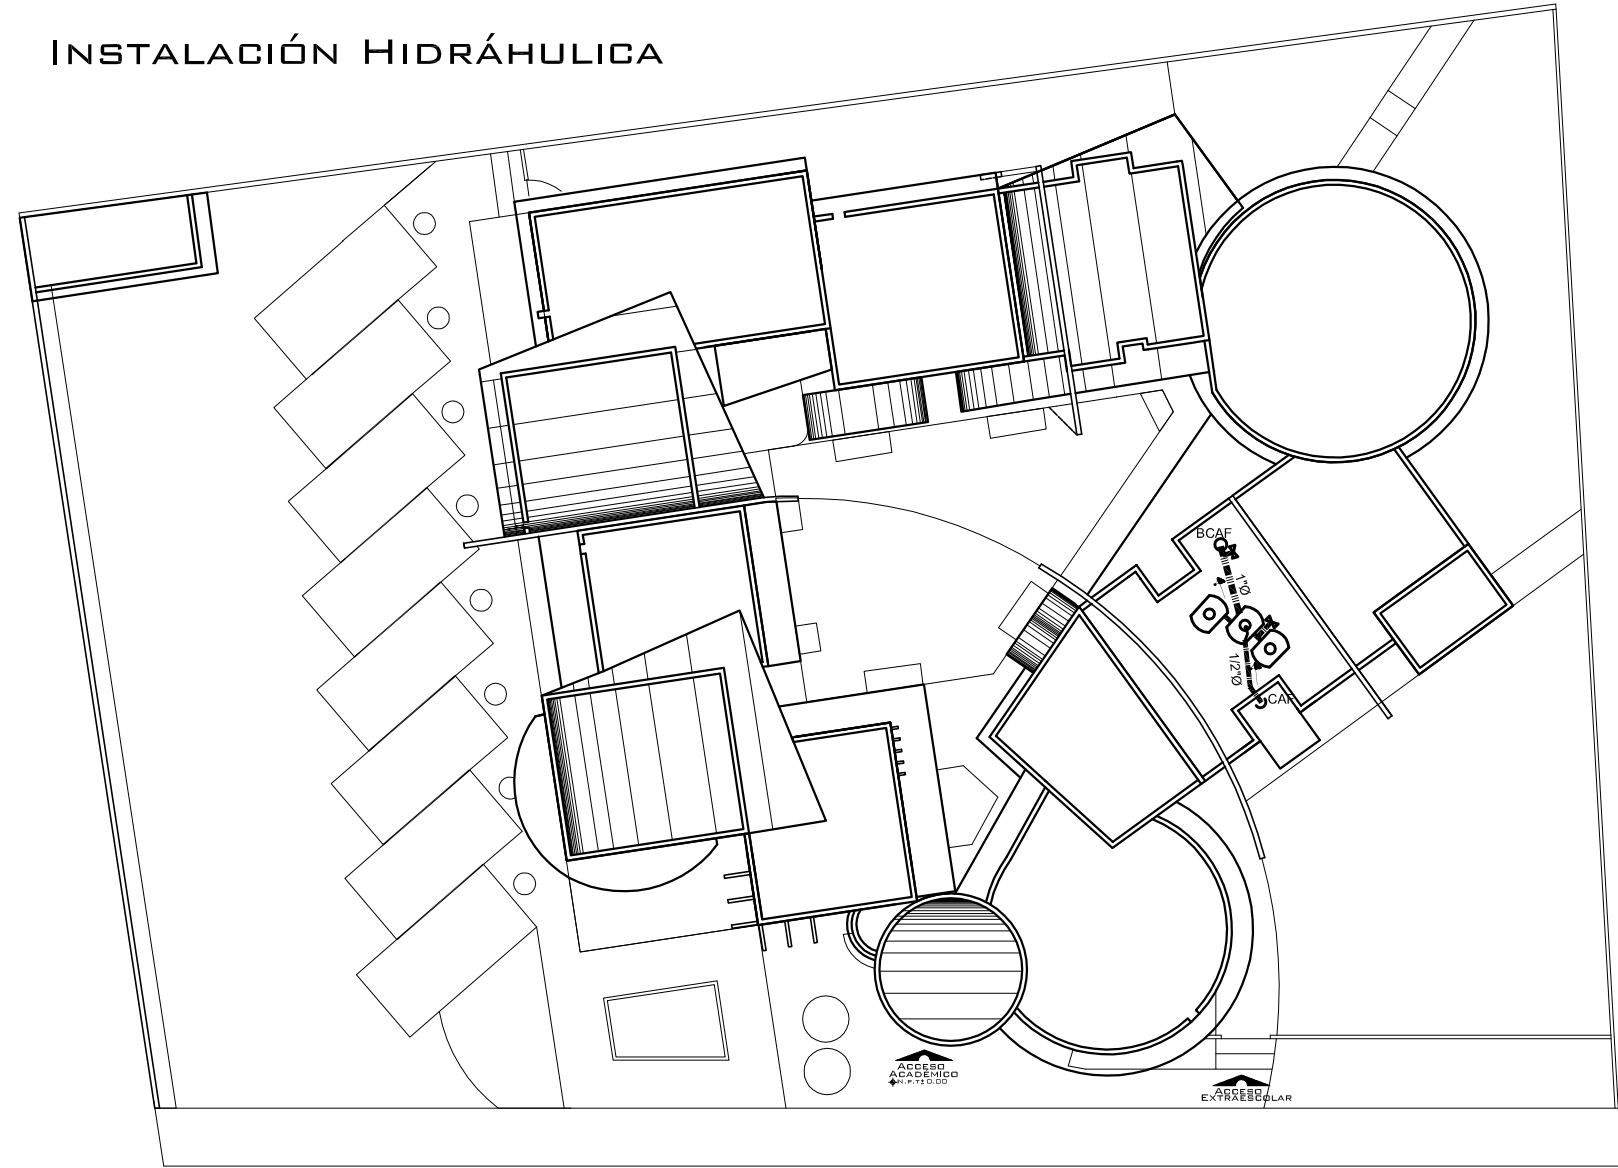 INSTALACIÓN HIDRÁHULICA
BCAF
1"Ø
1/2"Ø
CAF
ACCESO
ACADÉMICO
N.P.T± 0.00
ACCESO
EXTRAESCOLAR